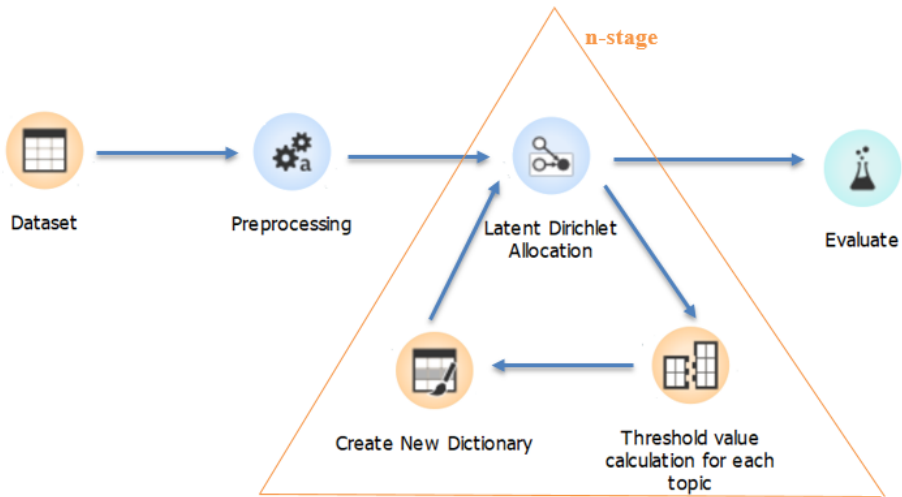 n-stage
a
Dataset
Preprocessing
Latent Dirichlet
Allocation
Evaluate
Create New Dictionary
Threshold value
calculation for each
topic